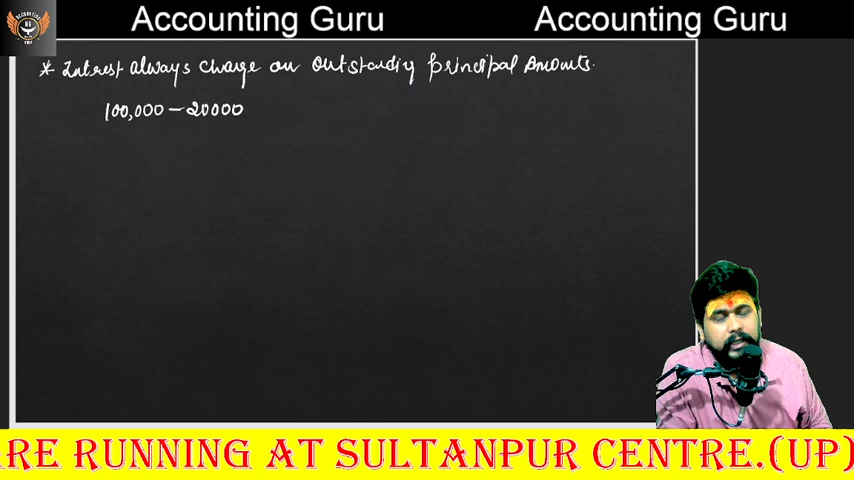 Accounting Guru Accounting Guru
* Interest always charge on outstanding principal Amounts.
100,000 - 20000
RE RUNNING AT SULTANPUR CENTRE.(UP)